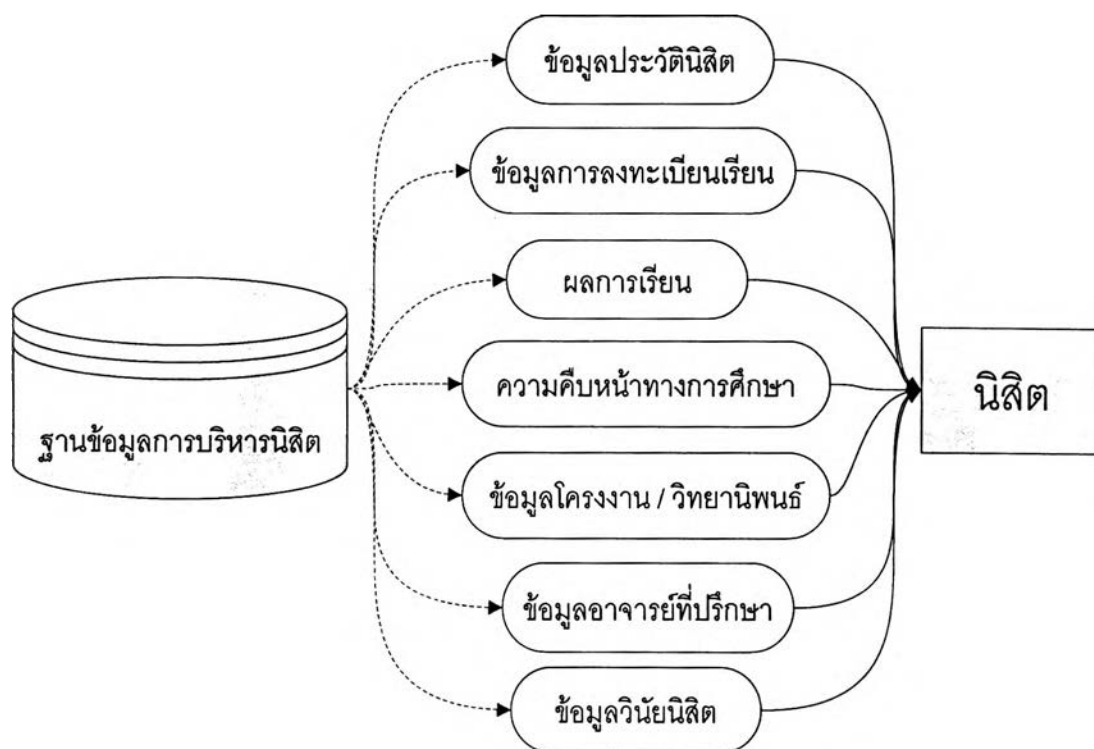 ข้อมูลประวัตินิสิต
ข้อมูลการลงทะเบียนเรียน
ผลการเรียน
ความคืบหน้าทางการศึกษา
ฐานข้อมูลการบริหารนิสิต
นิสิต
ข้อมูลโครงงาน / วิทยานิพนธ์
ข้อมูลอาจารย์ที่ปรึกษา
ข้อมูลวินัยนิสิต